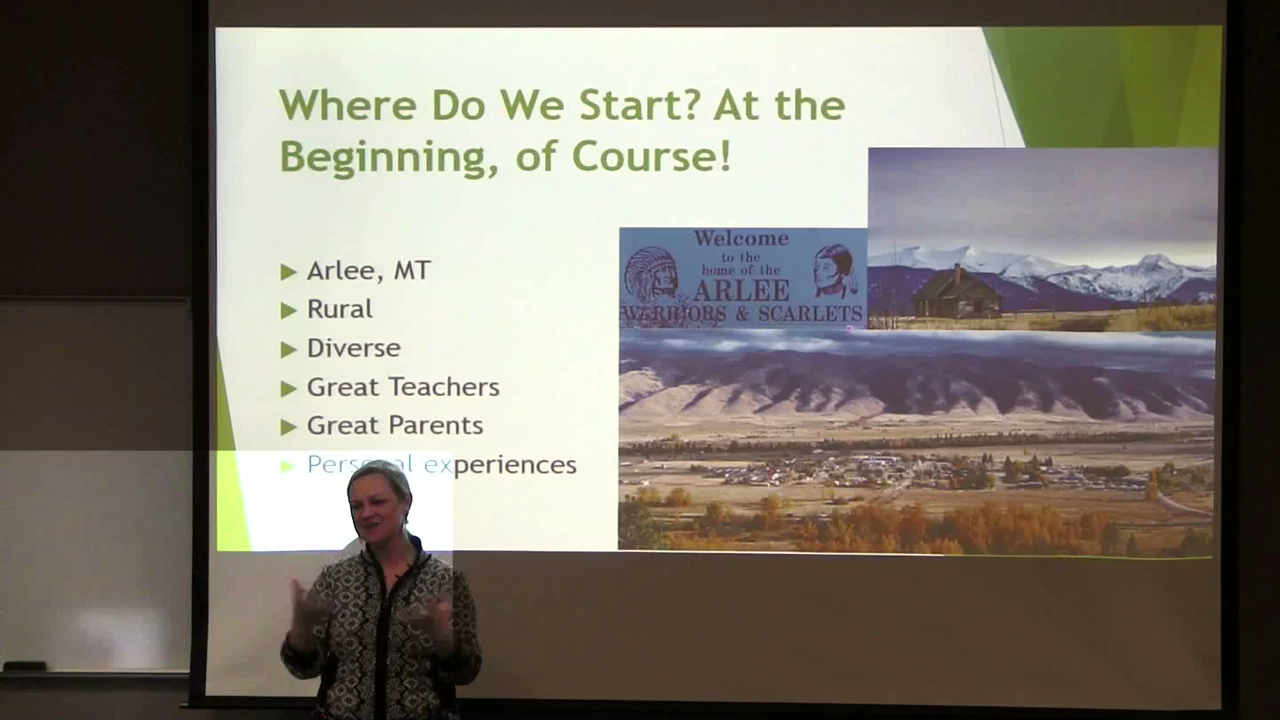 Where Do We Start? At the
Beginning, of Course!
Arlee, MT
Rural
Diverse
Great Teachers
Great Parents
Personal experiences
Welcome
to the
home of the
ARLEE
WARRIORS & SCARLETS